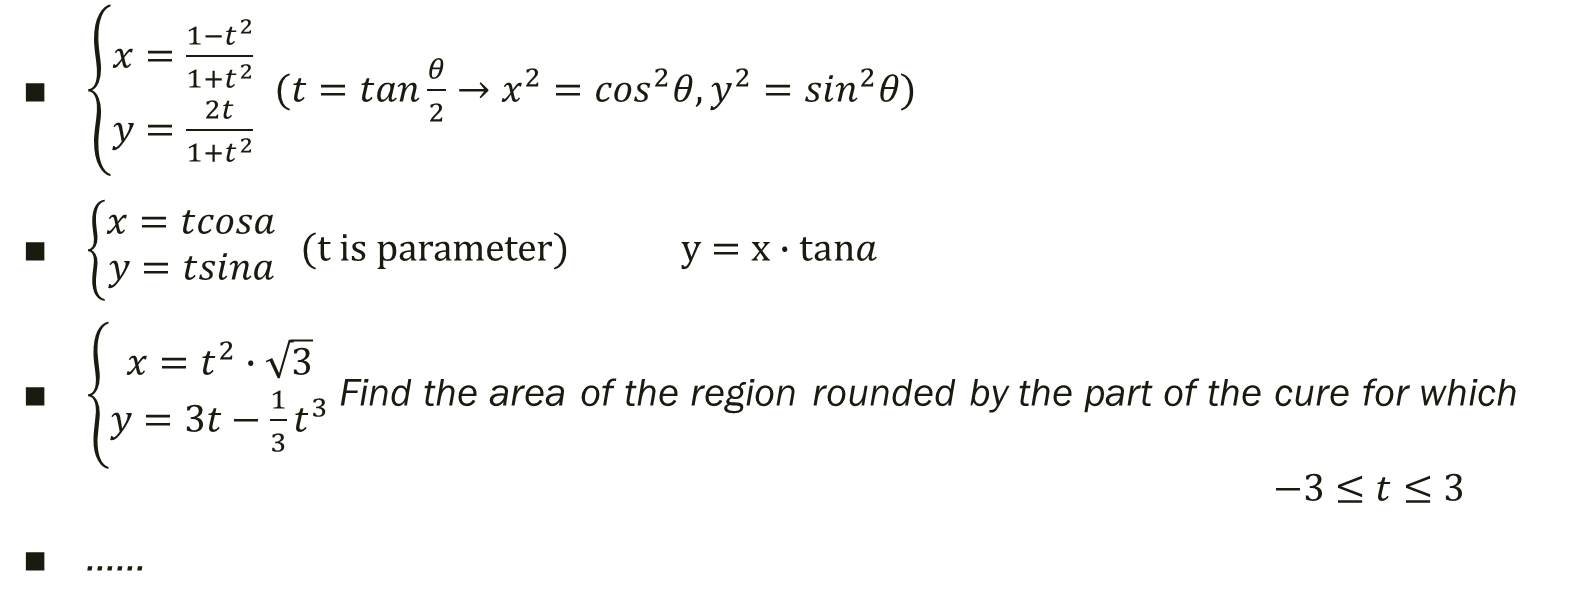 ▪ {x = (1−t²)/(1+t²), y = 2t/(1+t²) (t = tan θ/2 → x² = cos²θ, y² = sin²θ)
▪ {x = tcosa, y = tsina (t is parameter) y = x · tana
▪ {x = t² · √3, y = 3t − 1/3 t³ Find the area of the region rounded by the part of the cure for which
−3 ≤ t ≤ 3
▪ ......